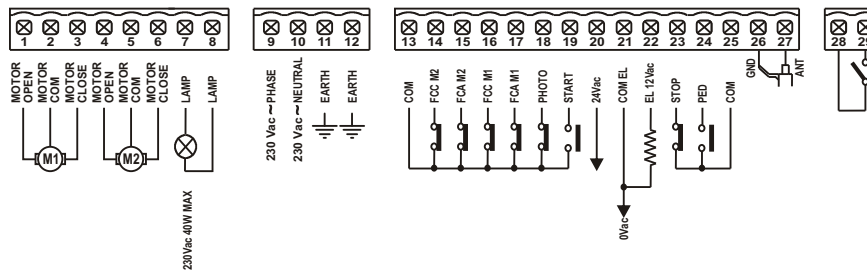 1 2 3 4 5 6 7 8
9 10 11 12
13 14 15 16 17 18 19 20 21 22 23 24 25 26 27
28 29
MOTOR OPEN
MOTOR COM
MOTOR CLOSE
MOTOR OPEN
MOTOR COM
MOTOR CLOSE
LAMP
LAMP
M1
M2
230Vac 40W MAX
230 Vac ~ PHASE
230 Vac ~ NEUTRAL
EARTH
EARTH
COM
FCC M2
FCA M2
FCC M1
FCA M1
PHOTO
START
24Vac
COM EL
EL 12Vac
STOP
PED
COM
GND
ANT
0Vac